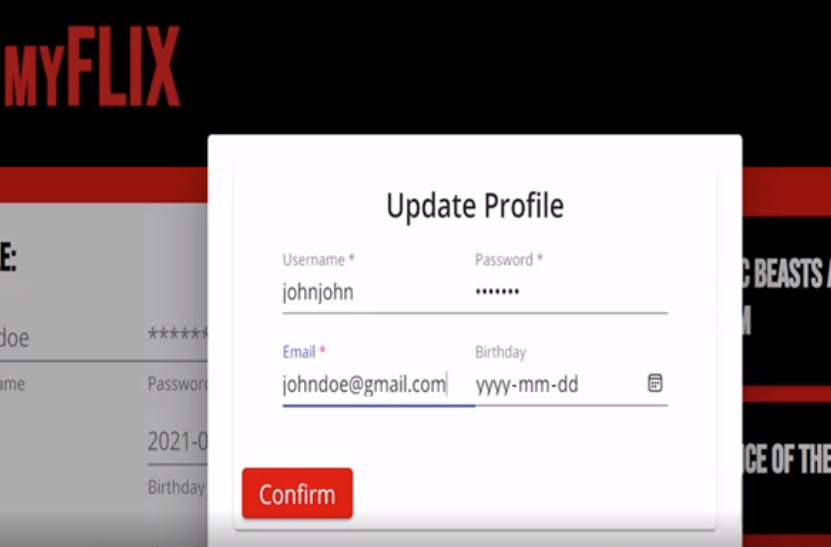 MYFLIX
Update Profile
E:
Username * Password *
C BEASTS
johnjohn •••••••
doe ******
Email * Birthday
ame Password
johndoe@gmail.com yyyy-mm-dd
2021-0
CE OF THE
Birthday
Confirm